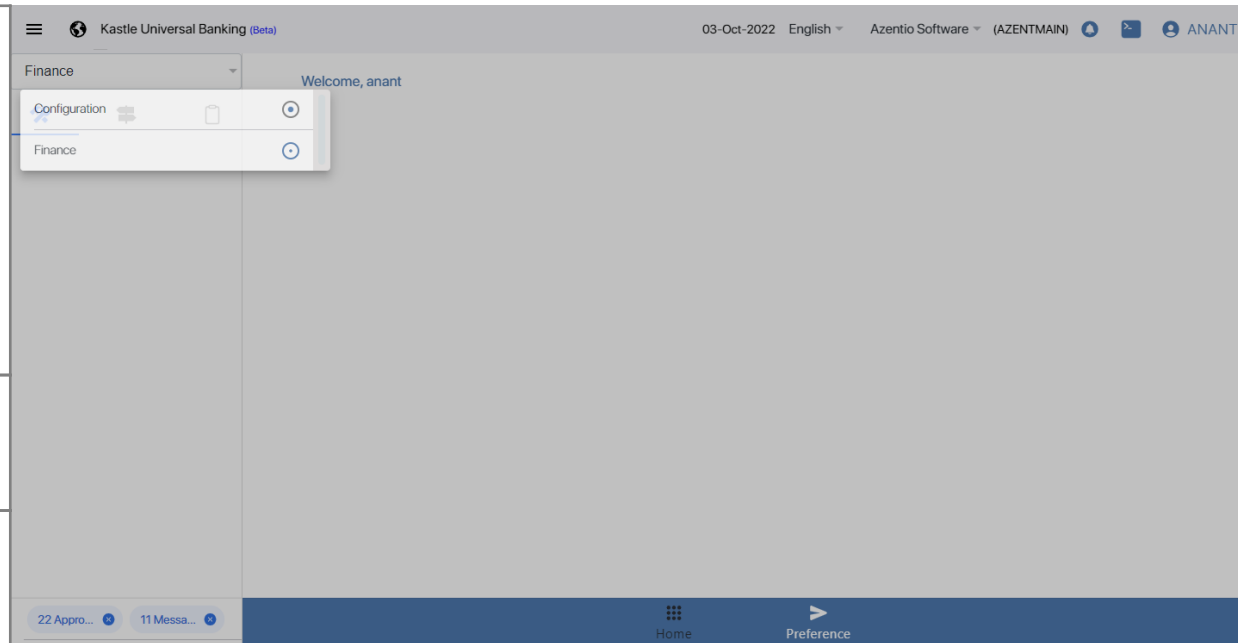 Kastle Universal Banking (Beta) 03-Oct-2022 English Azentio Software (AZENTMAIN) ANANT
Finance
Welcome, anant
Configuration
Finance
22 Appro... 11 Messa...
Home Preference